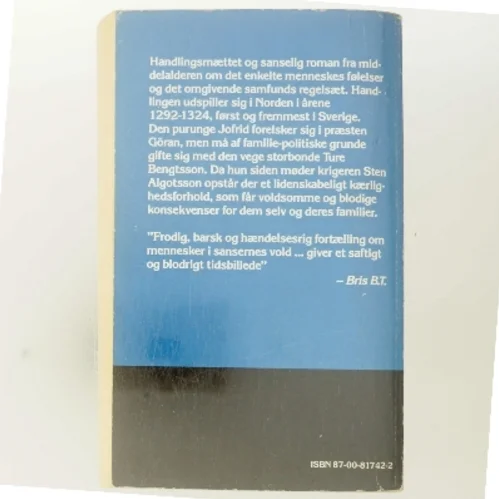 Handlingsmættet og sanselig roman fra mid-
delalderen om det enkelte menneskes følelser
og det omgivende samfunds regelsæt. Hand-
lingen udspiller sig i Norden i årene
1292-1324, først og fremmest i Sverige.
Den purunge Jofrid forelsker sig i præsten
Göran, men må af familie-politiske grunde
gifte sig med den vege storbonde Ture
Bengtsson. Da hun siden møder krigeren Sten
Algotsson opstår der et lidenskabeligt kærlig-
hedsforhold, som får voldsomme og blodige
konsekvenser for dem selv og deres familier.
"Frodig, barsk og hændelsesrig fortælling om
mennesker i sansernes vold ... giver et saftigt
og blodrigt tidsbillede"
– Bris B.T.
ISBN 87-00-81742-2